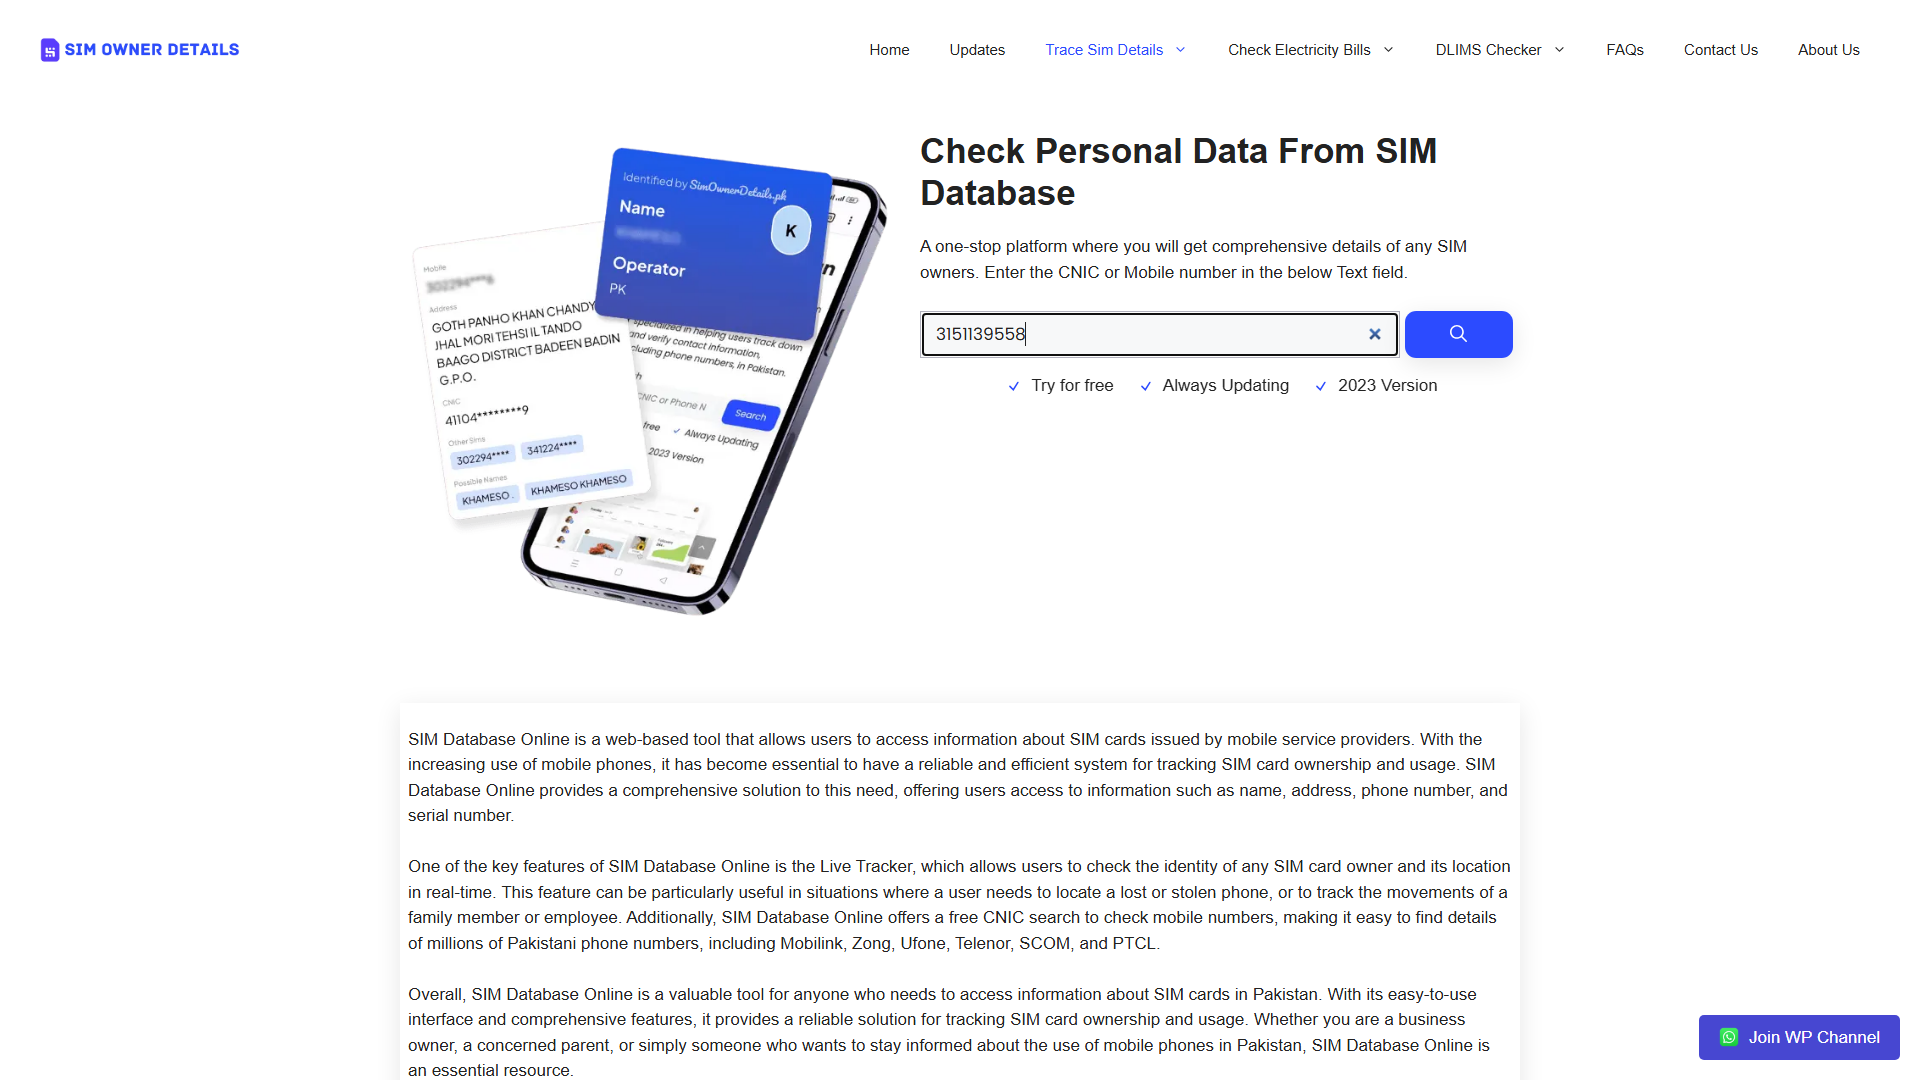 SIM OWNER DETAILS
Home Updates Trace Sim Details Check Electricity Bills DLIMS Checker FAQs Contact Us About Us
Identified by SimOwnerDetails.pk
Name
KHAMESO
K
Operator
PK
Mobile
302294***6
Address
GOTH PANHO KHAN CHANDY
JHAL MORI TEHSI IL TANDO
BAAGO DISTRICT BADEEN BADIN
G.P.O.
CNIC
41104********9
Other Sims
302294**** 341224****
Possible Names
KHAMESO . KHAMESO KHAMESO
specialized in helping users track down
and verify contact information,
cluding phone numbers, in Pakistan.
CNIC or Phone N Search
free Always Updating
2023 Version
Check Personal Data From SIM
Database
A one-stop platform where you will get comprehensive details of any SIM
owners. Enter the CNIC or Mobile number in the below Text field.
3151139558
Try for free Always Updating 2023 Version
SIM Database Online is a web-based tool that allows users to access information about SIM cards issued by mobile service providers. With the
increasing use of mobile phones, it has become essential to have a reliable and efficient system for tracking SIM card ownership and usage. SIM
Database Online provides a comprehensive solution to this need, offering users access to information such as name, address, phone number, and
serial number.
One of the key features of SIM Database Online is the Live Tracker, which allows users to check the identity of any SIM card owner and its location
in real-time. This feature can be particularly useful in situations where a user needs to locate a lost or stolen phone, or to track the movements of a
family member or employee. Additionally, SIM Database Online offers a free CNIC search to check mobile numbers, making it easy to find details
of millions of Pakistani phone numbers, including Mobilink, Zong, Ufone, Telenor, SCOM, and PTCL.
Overall, SIM Database Online is a valuable tool for anyone who needs to access information about SIM cards in Pakistan. With its easy-to-use
interface and comprehensive features, it provides a reliable solution for tracking SIM card ownership and usage. Whether you are a business
owner, a concerned parent, or simply someone who wants to stay informed about the use of mobile phones in Pakistan, SIM Database Online is
an essential resource.
Join WP Channel